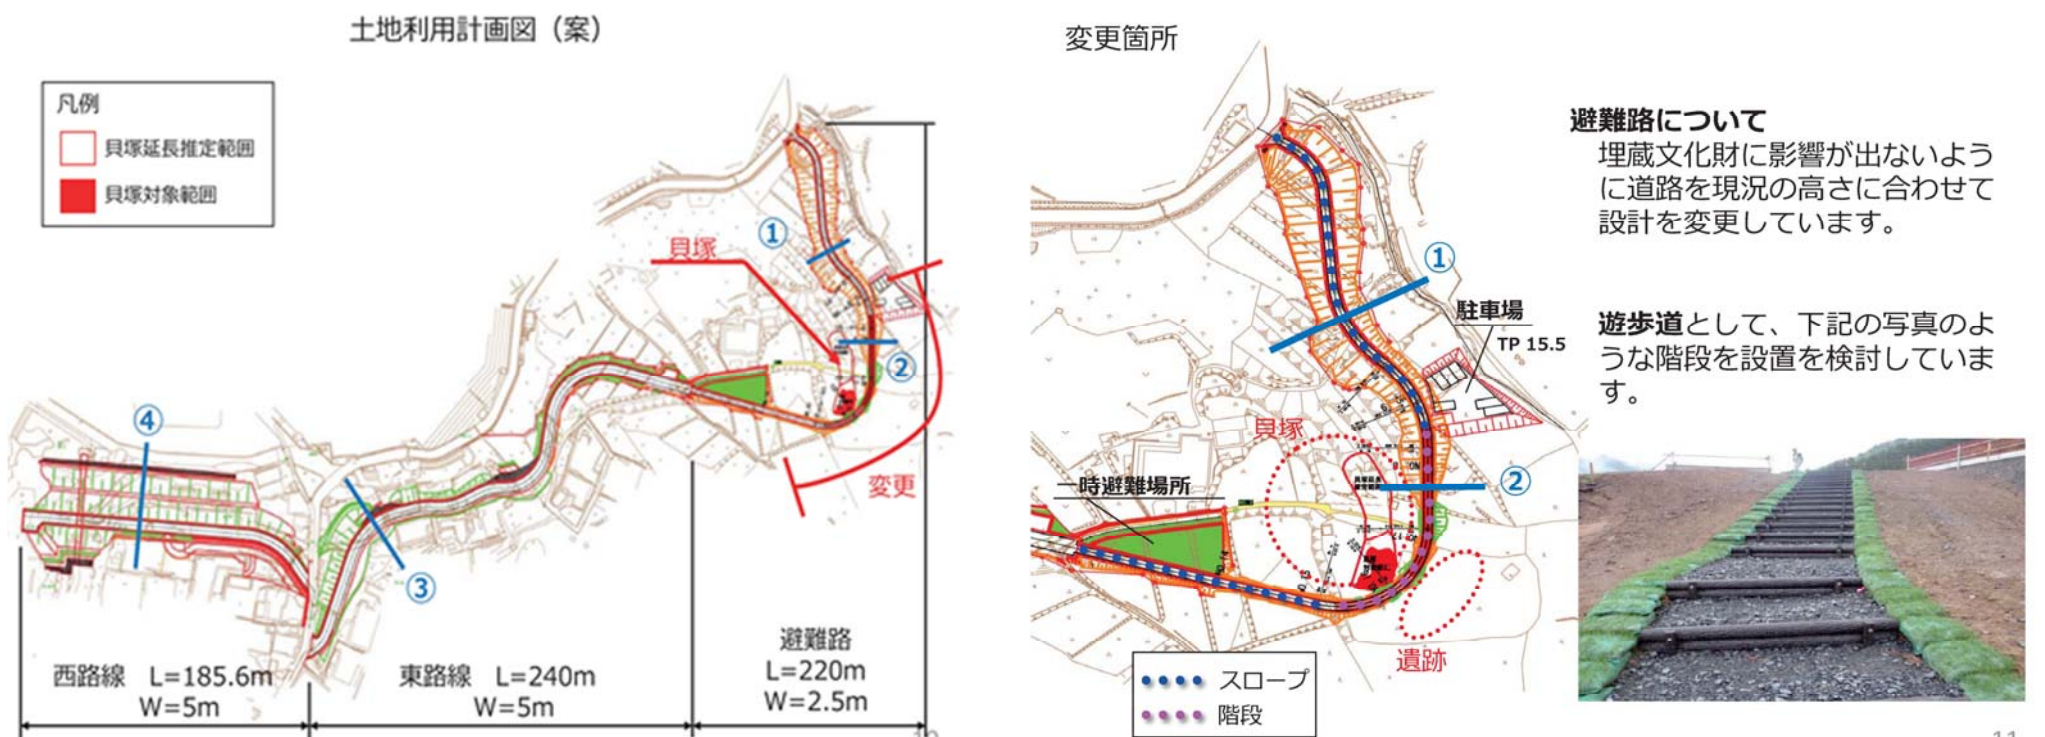 土地利用計画図（案）
凡例
貝塚延長推定範囲
貝塚対象範囲
①
貝塚
②
④
変更
③
西路線 L=185.6m
W=5m
東路線 L=240m
W=5m
避難路
L=220m
W=2.5m
変更箇所
①
駐車場
TP 15.5
貝塚
②
一時避難場所
遺跡
スロープ
階段
避難路について
埋蔵文化財に影響が出ないよう
に道路を現況の高さに合わせて
設計を変更しています。
遊歩道として、下記の写真のよ
うな階段を設置を検討していま
す。